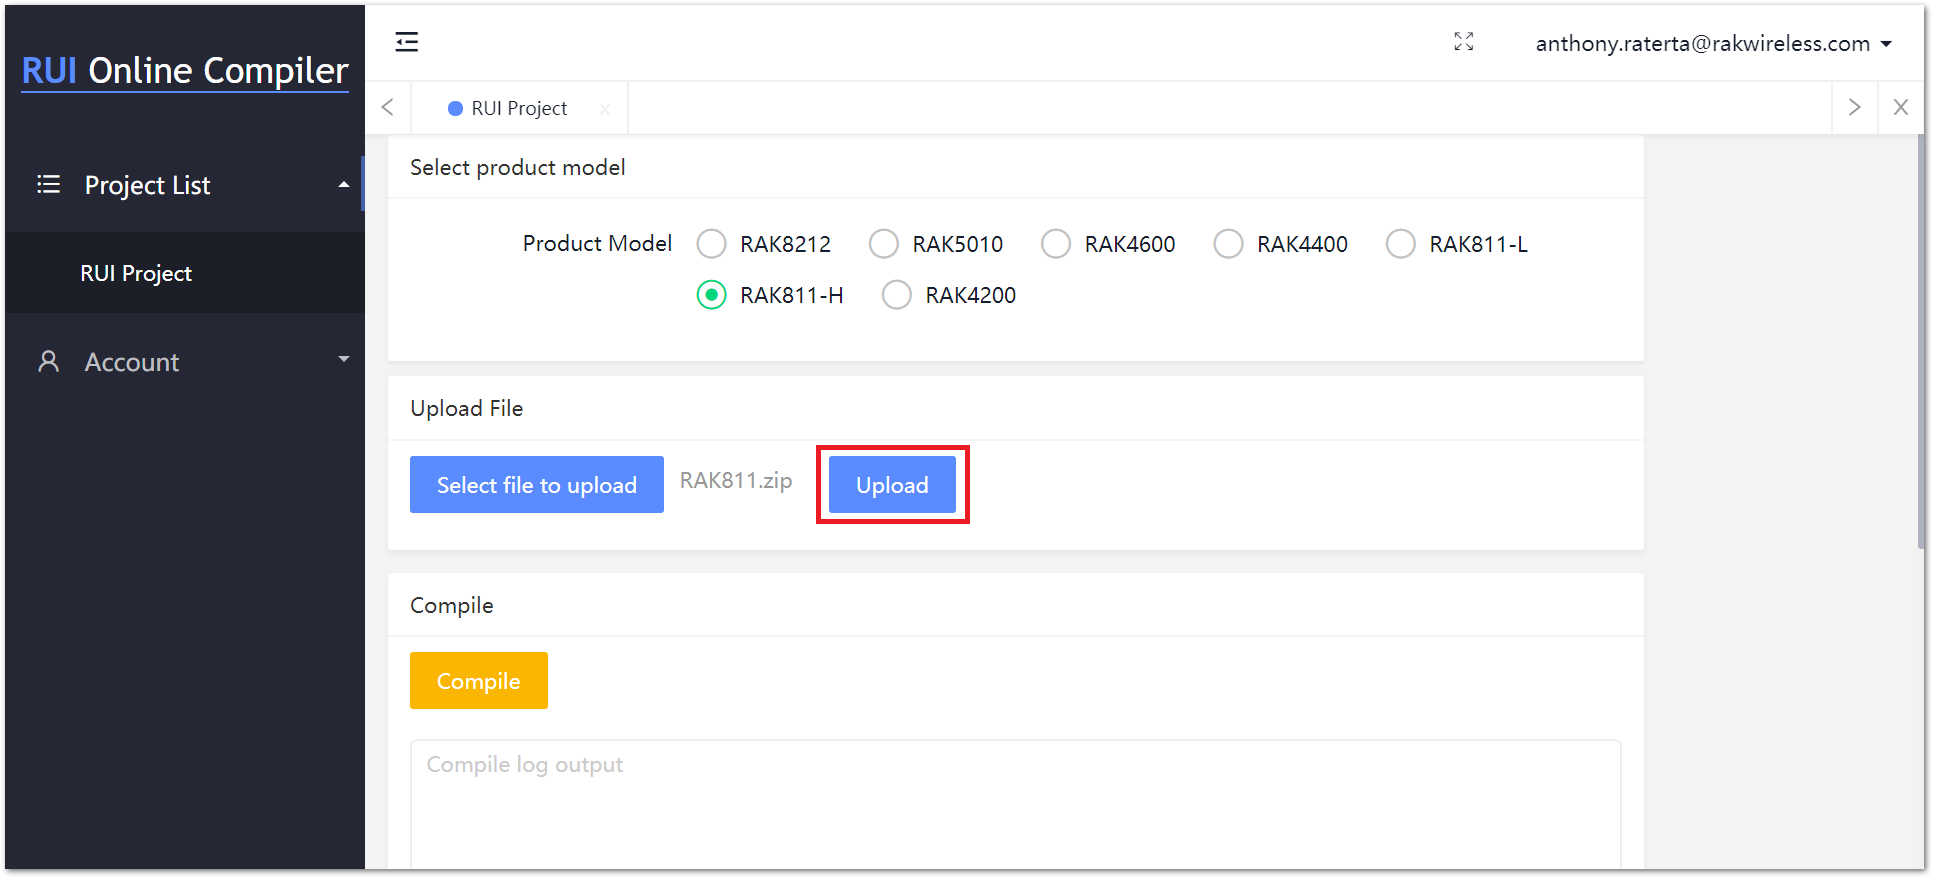 RUI Online Compiler
anthony.raterta@rakwireless.com
RUI Project
Project List
RUI Project
Account
Select product model
Product Model RAK8212 RAK5010 RAK4600 RAK4400 RAK811-L
RAK811-H RAK4200
Upload File
Select file to upload RAK811.zip Upload
Compile
Compile
Compile log output